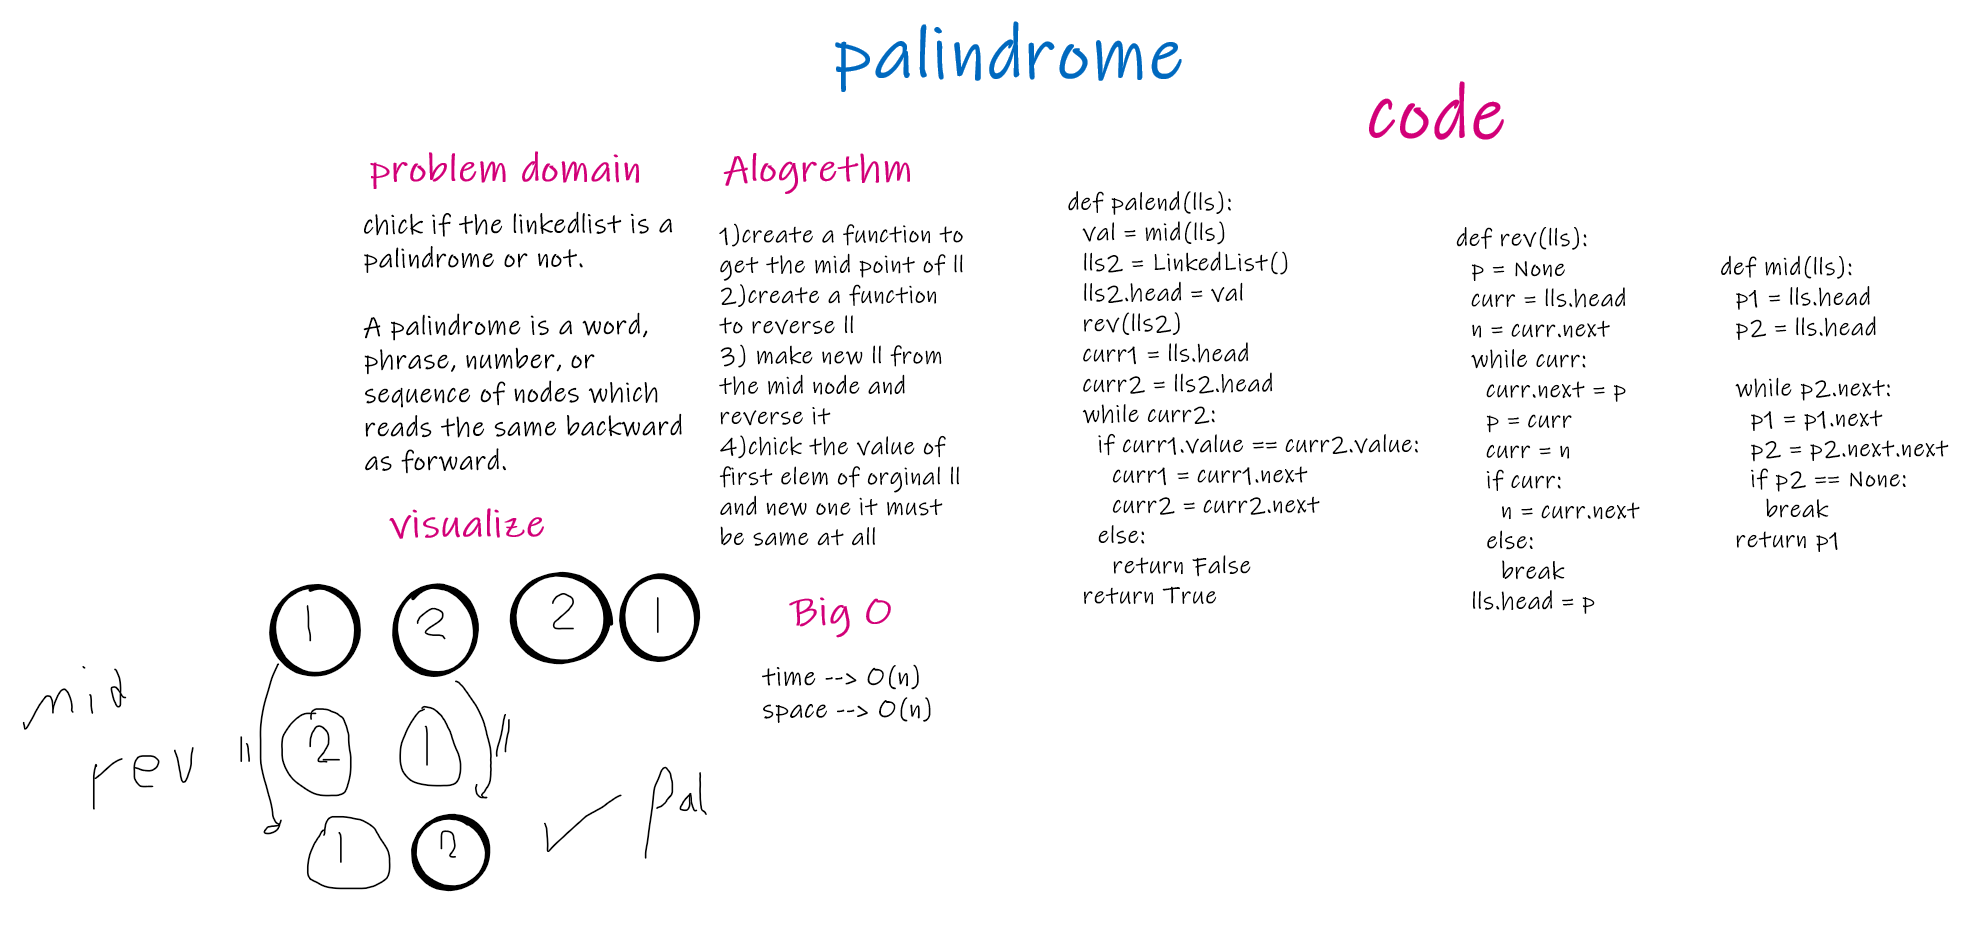 palindrome
code
problem domain
chick if the linkedlist is a
palindrome or not.
A palindrome is a word,
phrase, number, or
sequence of nodes which
reads the same backward
as forward.
visualize
1 2 2 1
mid
2 1
rev
1 2
pal
Alogrethm
1)create a function to
get the mid point of ll
2)create a function
to reverse ll
3) make new ll from
the mid node and
reverse it
4)chick the value of
first elem of orginal ll
and new one it must
be same at all
Big O
time --> O(n)
space --> O(n)
def palend(lls):
val = mid(lls)
lls2 = LinkedList()
lls2.head = val
rev(lls2)
curr1 = lls.head
curr2 = lls2.head
while curr2:
if curr1.value == curr2.value:
curr1 = curr1.next
curr2 = curr2.next
else:
return False
return True
def rev(lls):
p = None
curr = lls.head
n = curr.next
while curr:
curr.next = p
p = curr
curr = n
if curr:
n = curr.next
else:
break
lls.head = p
def mid(lls):
p1 = lls.head
p2 = lls.head
while p2.next:
p1 = p1.next
p2 = p2.next.next
if p2 == None:
break
return p1